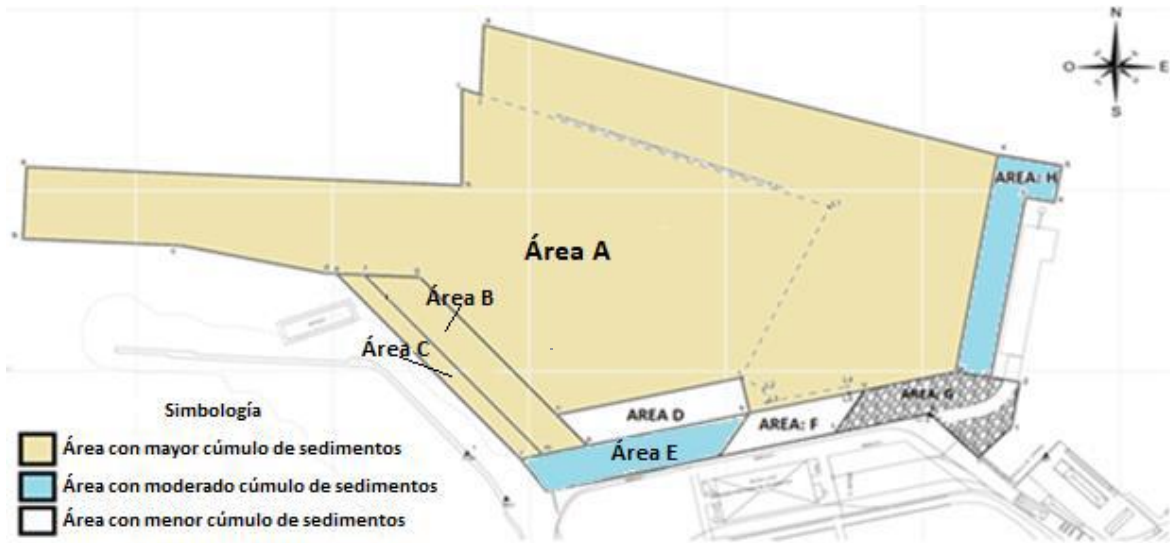 N
O E
S
AREA: H
Área A
Área B
Área C
AREA D
AREA: F
AREA: G
Área E
Simbología
Área con mayor cúmulo de sedimentos
Área con moderado cúmulo de sedimentos
Área con menor cúmulo de sedimentos